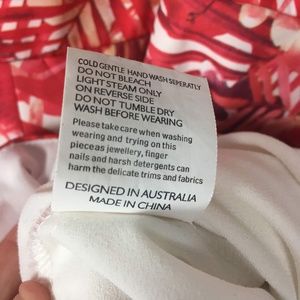 COLD GENTLE HAND WASH SEPERATLY
DO NOT BLEACH
LIGHT STEAM ONLY
ON REVERSE SIDE
DO NOT TUMBLE DRY
WASH BEFORE WEARING
Please take care when washing
wearing and trying on this
piece as jewellery, finger
nails and harsh detergents can
harm the delicate trims and fabrics
DESIGNED IN AUSTRALIA
MADE IN CHINA